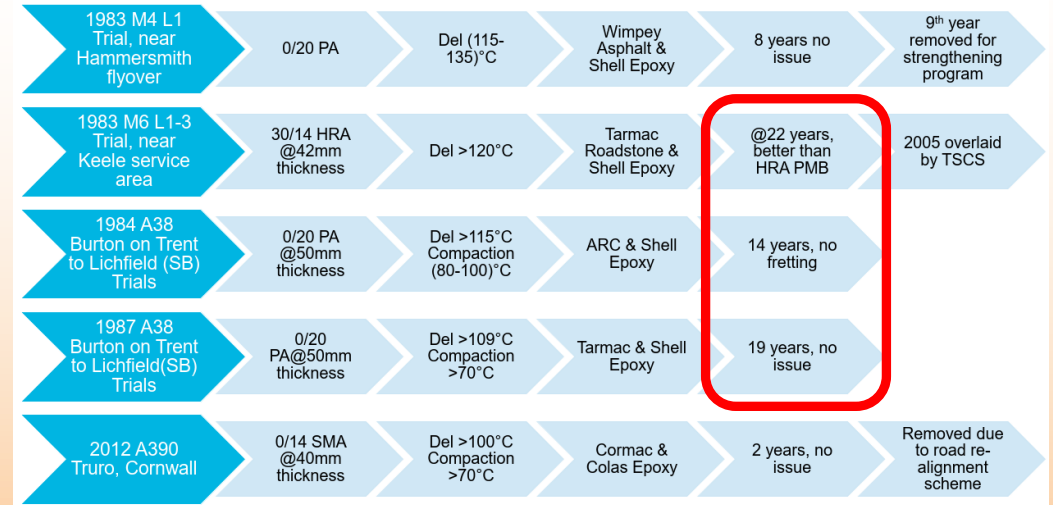 1983 M4 L1
Trial, near
Hammersmith
flyover
0/20 PA
Del (115-
135)°C
Wimpey
Asphalt &
Shell Epoxy
8 years no
issue
9th year
removed for
strengthening
program
1983 M6 L1-3
Trial, near
Keele service
area
30/14 HRA
@42mm
thickness
Del >120°C
Tarmac
Roadstone &
Shell Epoxy
@22 years,
better than
HRA PMB
2005 overlaid
by TSCS
1984 A38
Burton on Trent
to Lichfield (SB)
Trials
0/20 PA
@50mm
thickness
Del >115°C
Compaction
(80-100)°C
ARC & Shell
Epoxy
14 years, no
fretting
1987 A38
Burton on Trent
to Lichfield(SB)
Trials
0/20
PA@50mm
thickness
Del >109°C
Compaction
>70°C
Tarmac & Shell
Epoxy
19 years, no
issue
2012 A390
Truro, Cornwall
0/14 SMA
@40mm
thickness
Del >100°C
Compaction
>70°C
Cormac &
Colas Epoxy
2 years, no
issue
Removed due
to road re-
alignment
scheme